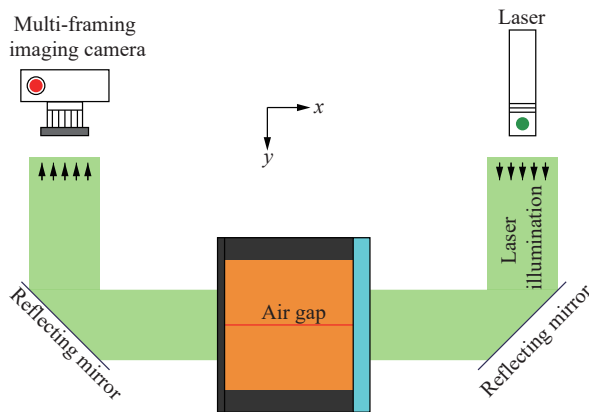 Multi-framing
imaging camera
Laser
x
y
Laser
illumination
Air gap
Reflecting mirror
Reflecting mirror